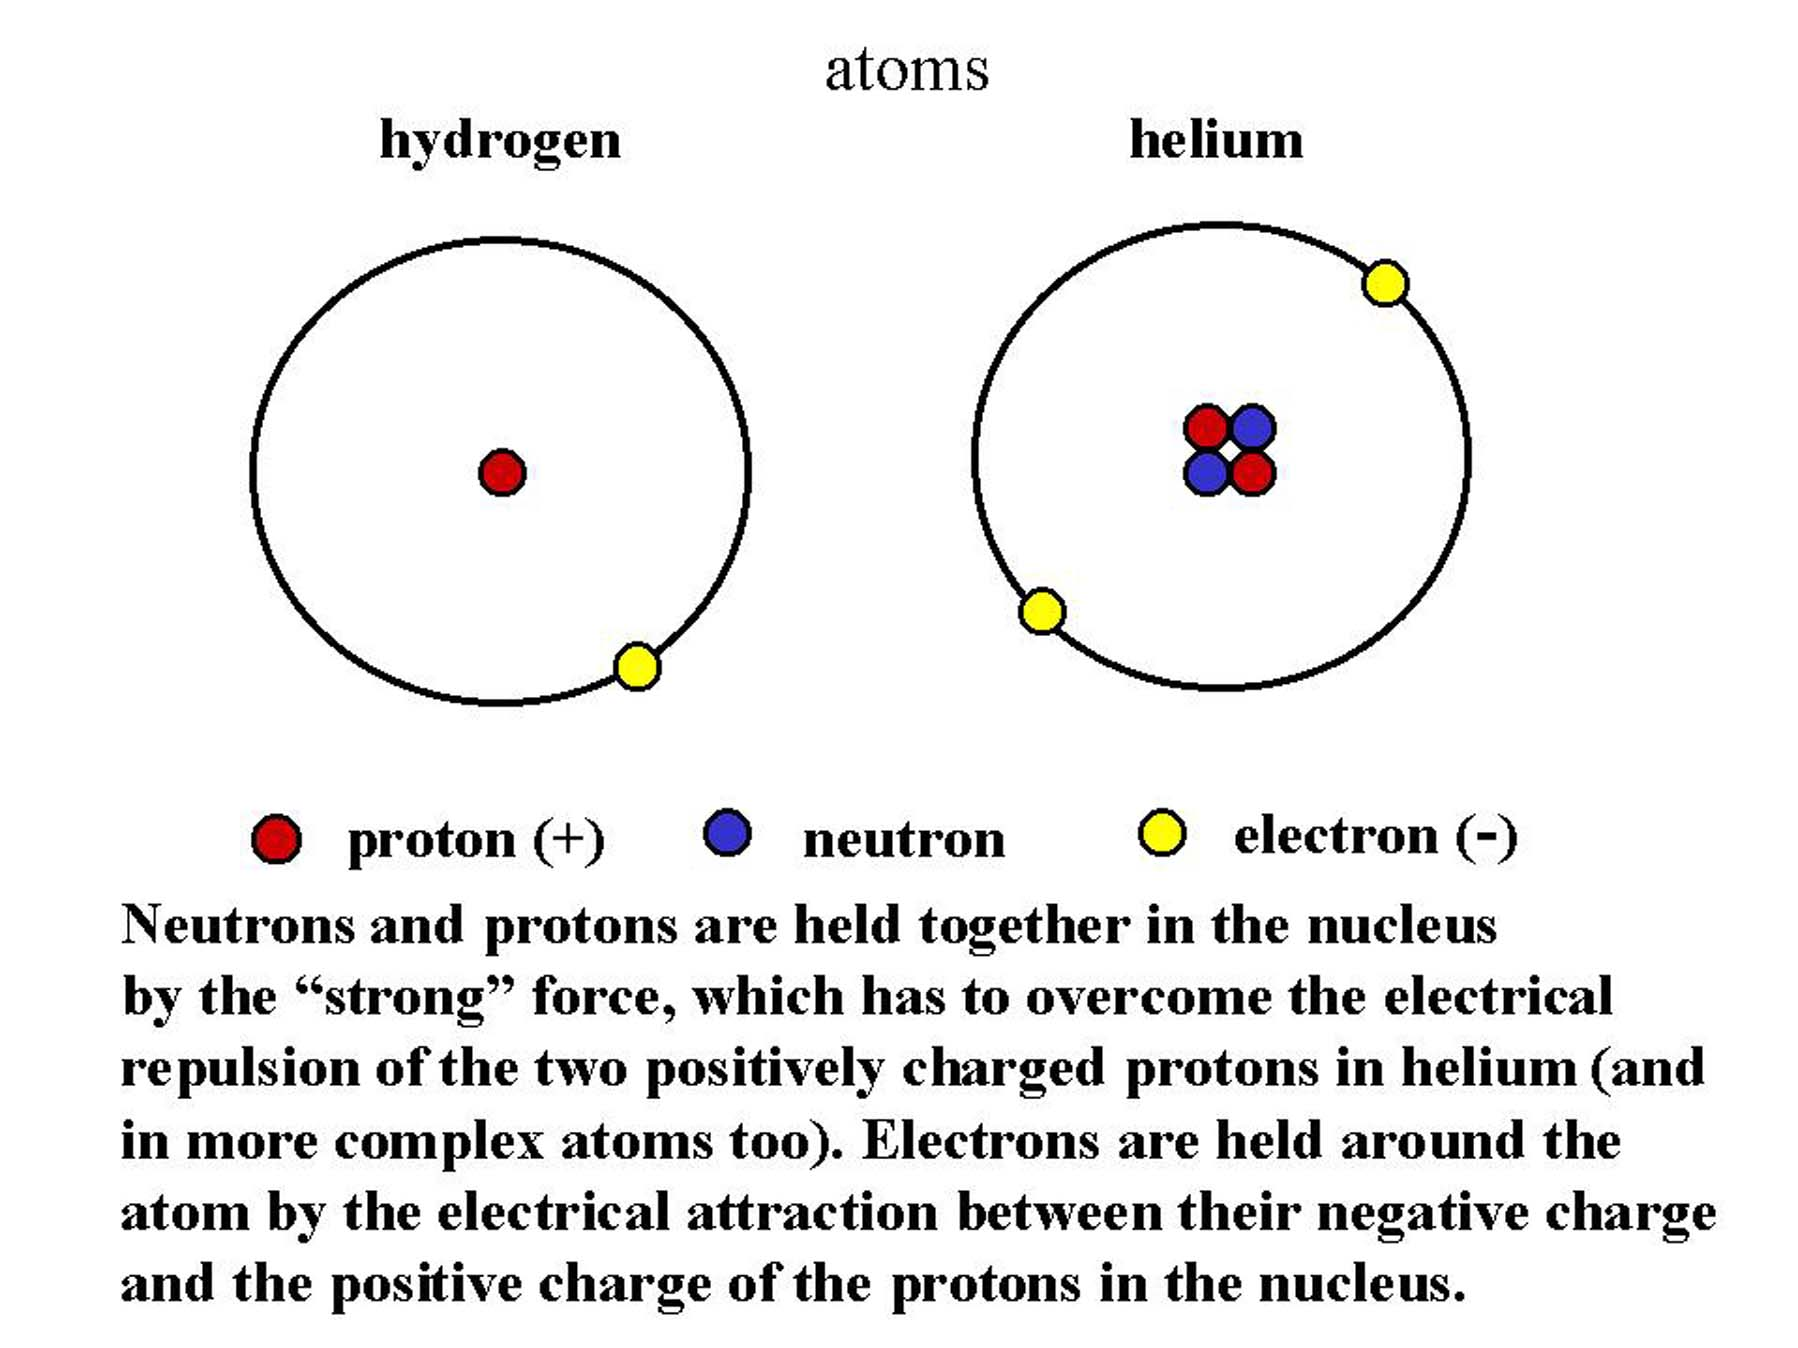 atoms
hydrogen helium
proton (+) neutron electron (-)
Neutrons and protons are held together in the nucleus
by the “strong” force, which has to overcome the electrical
repulsion of the two positively charged protons in helium (and
in more complex atoms too). Electrons are held around the
atom by the electrical attraction between their negative charge
and the positive charge of the protons in the nucleus.